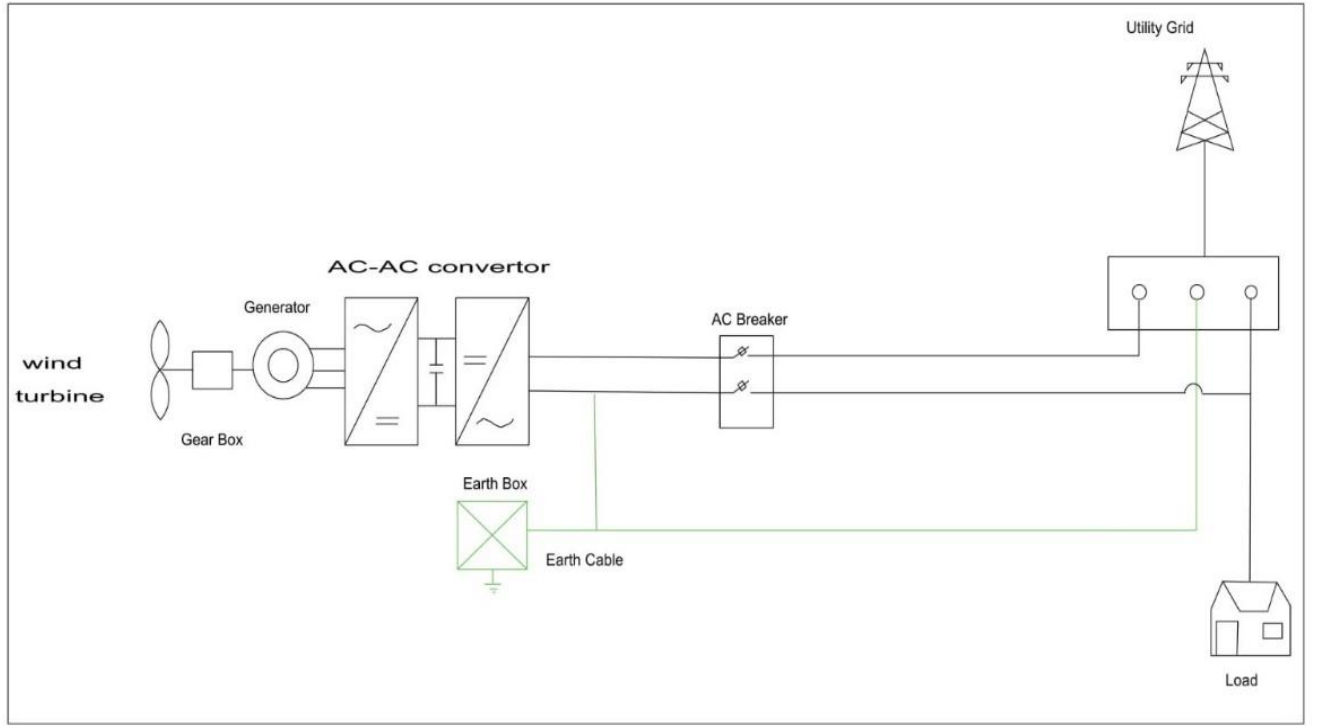 Utility Grid
AC-AC convertor
Generator
AC Breaker
wind
turbine
Gear Box
Earth Box
Earth Cable
Load